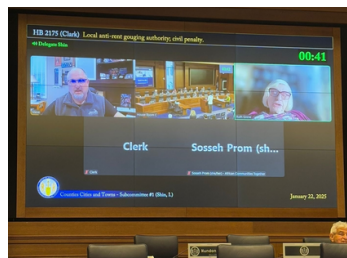 HB 2175 (Clark) Local anti-rent gouging authority; civil penalty.
Delegate Shin
00:41
Clerk
Sosseh Prom (sh...
Clerk
Counties Cities and Towns - Subcommittee #1 (Shin, I.)
January 22, 2025